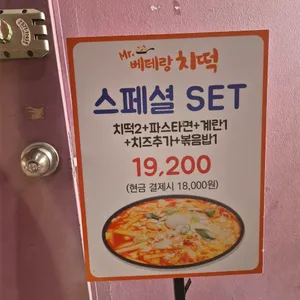 Mr. 베테랑 치떡
스페셜 SET
치떡2+파스타면+계란1
+치즈추가+볶음밥1
19,200
(현금 결제시 18,000원)